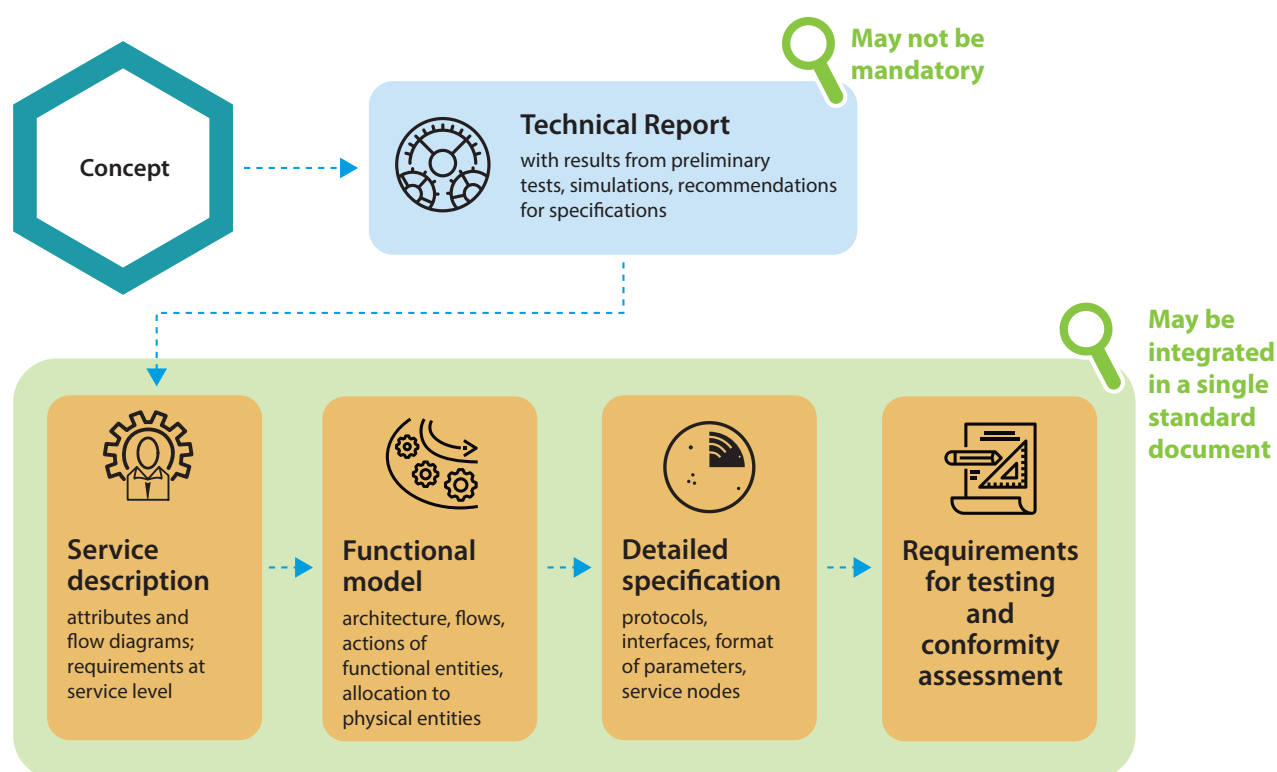 May not be
mandatory
Concept
Technical Report
with results from preliminary
tests, simulations, recommendations
for specifications
May be
integrated
in a single
standard
document
Service
description
attributes and
flow diagrams;
requirements at
service level
Functional
model
architecture, flows,
actions of
functional entities,
allocation to
physical entities
Detailed
specification
protocols,
interfaces, format
of parameters,
service nodes
Requirements
for testing
and
conformity
assessment